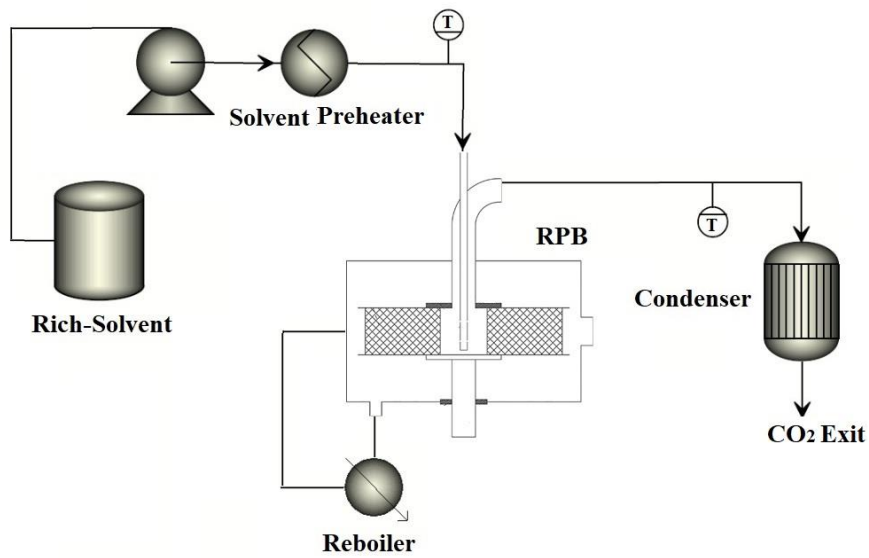 T
Solvent Preheater
RPB
T
Rich-Solvent
Condenser
CO₂ Exit
Reboiler